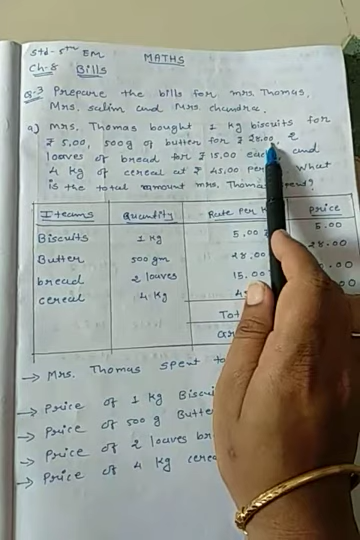 Std-5th EM
MATHS
Ch-8 Bills
Q-3 Prepare the bills for mrs Thomas,
Mrs. Salim and Mrs. Chandra.
a) Mrs. Thomas bought 1 kg biscuits for
₹ 5.00, 500 g of butter for ₹ 28.00, 2
loaves of bread for ₹ 15.00 each and
4 kg of cereal at ₹ 45,00 per What
is the total amount mrs. Thomas
Iteams Quantity Rate per Price
Biscuits 1 kg 5,00 5.00
Butter 500 gm 28,00 28.00
bread 2 loaves 15.00
cereal 4 kg
→ Mrs. Thomas spent
→ Price of 1 kg
→ Price of 500 g
→ Price of 2 loaves
→ Price of 4 kg